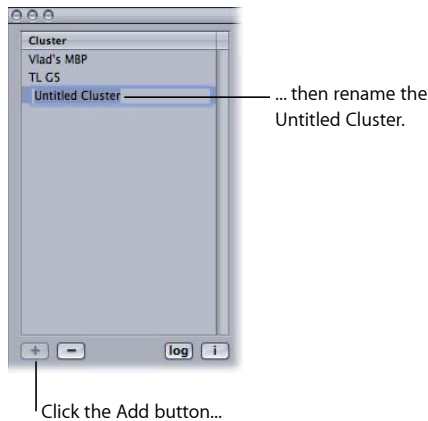 Cluster
Vlad's MBP
TL G5
Untitled Cluster
... then rename the
Untitled Cluster.
+ − log i
Click the Add button...